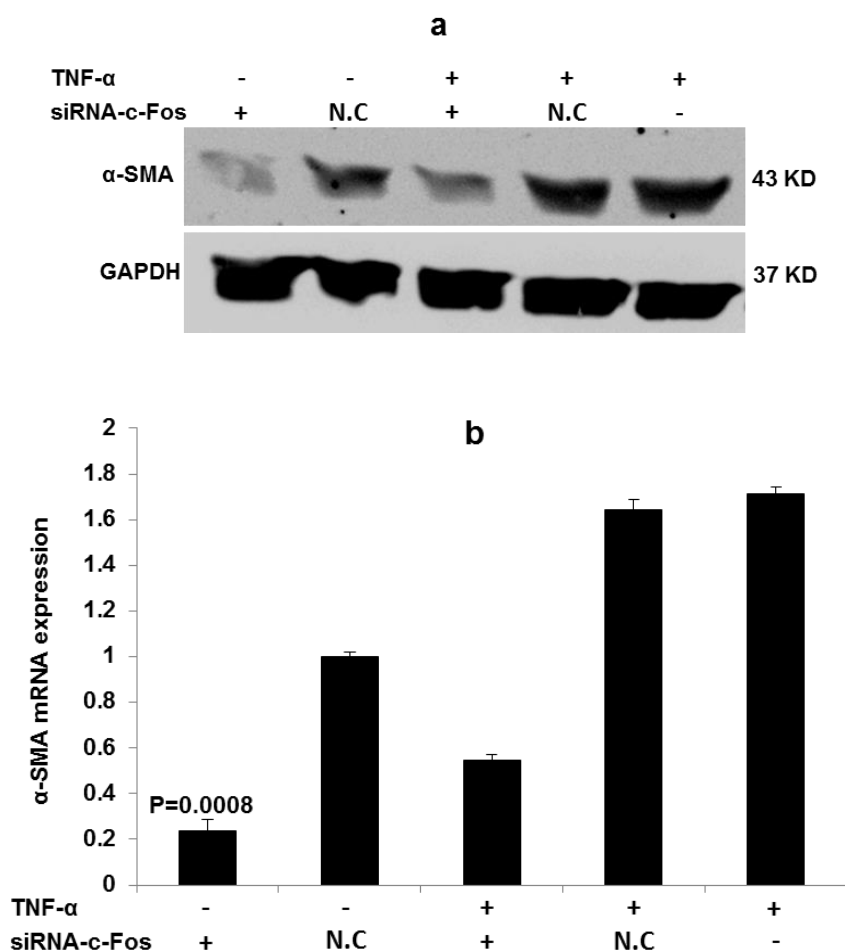 a
TNF-α - - + + +
siRNA-c-Fos + N.C + N.C -
α-SMA 43 KD
GAPDH 37 KD
b
2
1.8
1.6
1.4
1.2
1
0.8
0.6
0.4
0.2
0
α-SMA mRNA expression
P=0.0008
TNF-α - - + + +
siRNA-c-Fos + N.C + N.C -